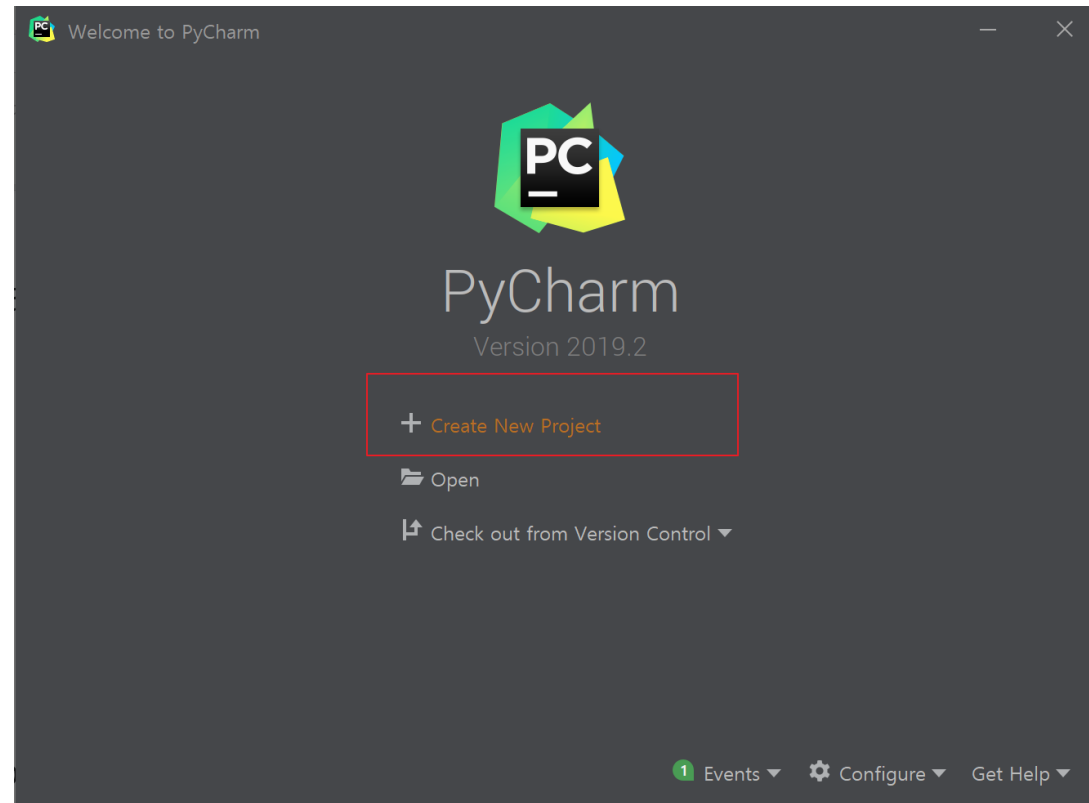 Welcome to PyCharm
PC
PyCharm
Version 2019.2
Create New Project
Open
Check out from Version Control
1 Events Configure Get Help